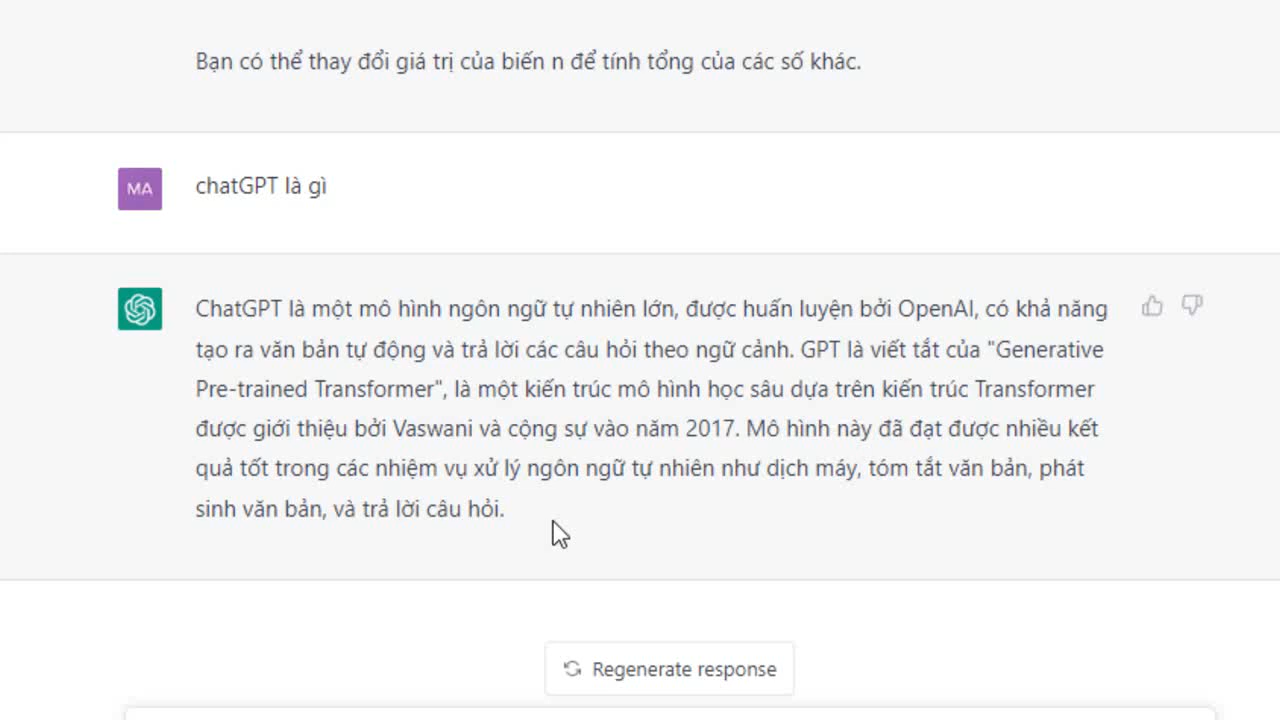 Bạn có thể thay đổi giá trị của biến n để tính tổng của các số khác.
MA
chatGPT là gì
ChatGPT là một mô hình ngôn ngữ tự nhiên lớn, được huấn luyện bởi OpenAI, có khả năng
tạo ra văn bản tự động và trả lời các câu hỏi theo ngữ cảnh. GPT là viết tắt của "Generative
Pre-trained Transformer", là một kiến trúc mô hình học sâu dựa trên kiến trúc Transformer
được giới thiệu bởi Vaswani và cộng sự vào năm 2017. Mô hình này đã đạt được nhiều kết
quả tốt trong các nhiệm vụ xử lý ngôn ngữ tự nhiên như dịch máy, tóm tắt văn bản, phát
sinh văn bản, và trả lời câu hỏi.
Regenerate response